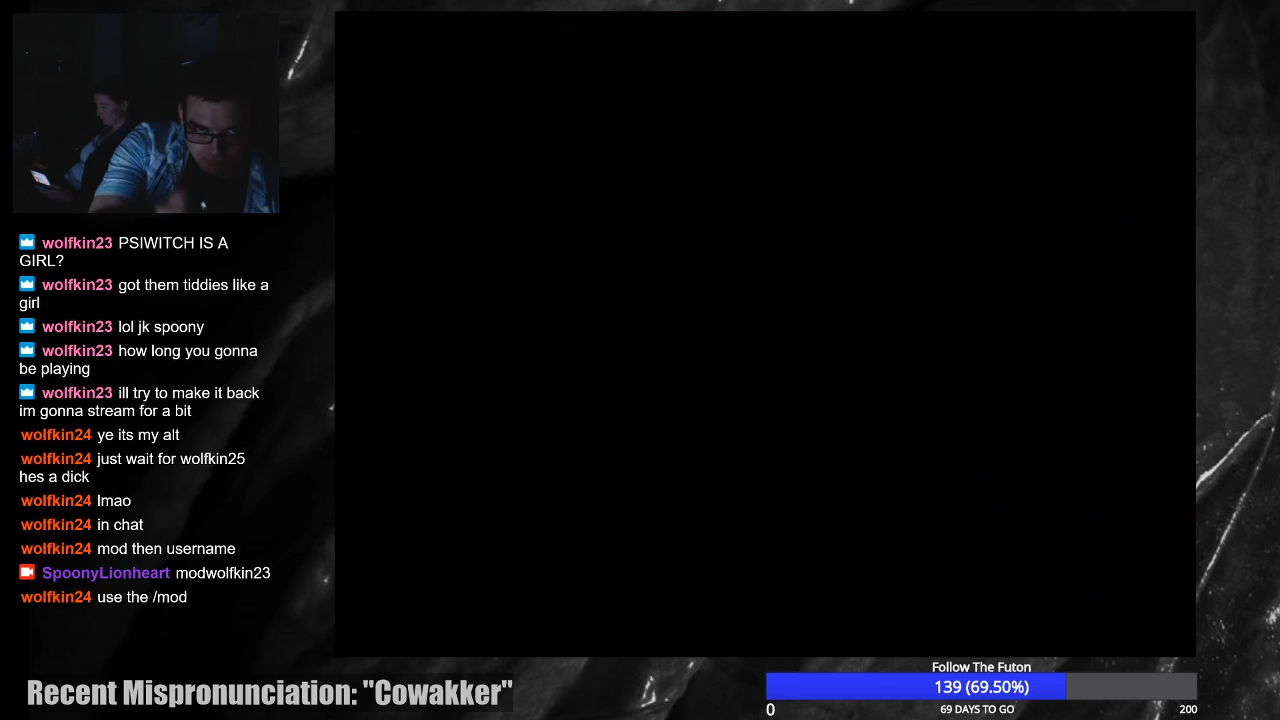 wolfkin23 PSIWITCH IS A
GIRL?
wolfkin23 got them tiddies like a
girl
wolfkin23 lol jk spoony
wolfkin23 how long you gonna
be playing
wolfkin23 ill try to make it back
im gonna stream for a bit
wolfkin24 ye its my alt
wolfkin24 just wait for wolfkin25
hes a dick
wolfkin24 lmao
wolfkin24 in chat
wolfkin24 mod then username
SpoonyLionheart modwolfkin23
wolfkin24 use the /mod
Recent Mispronunciation: "Cowakker"
Follow The Futon
139 (69.50%)
0 69 DAYS TO GO 200